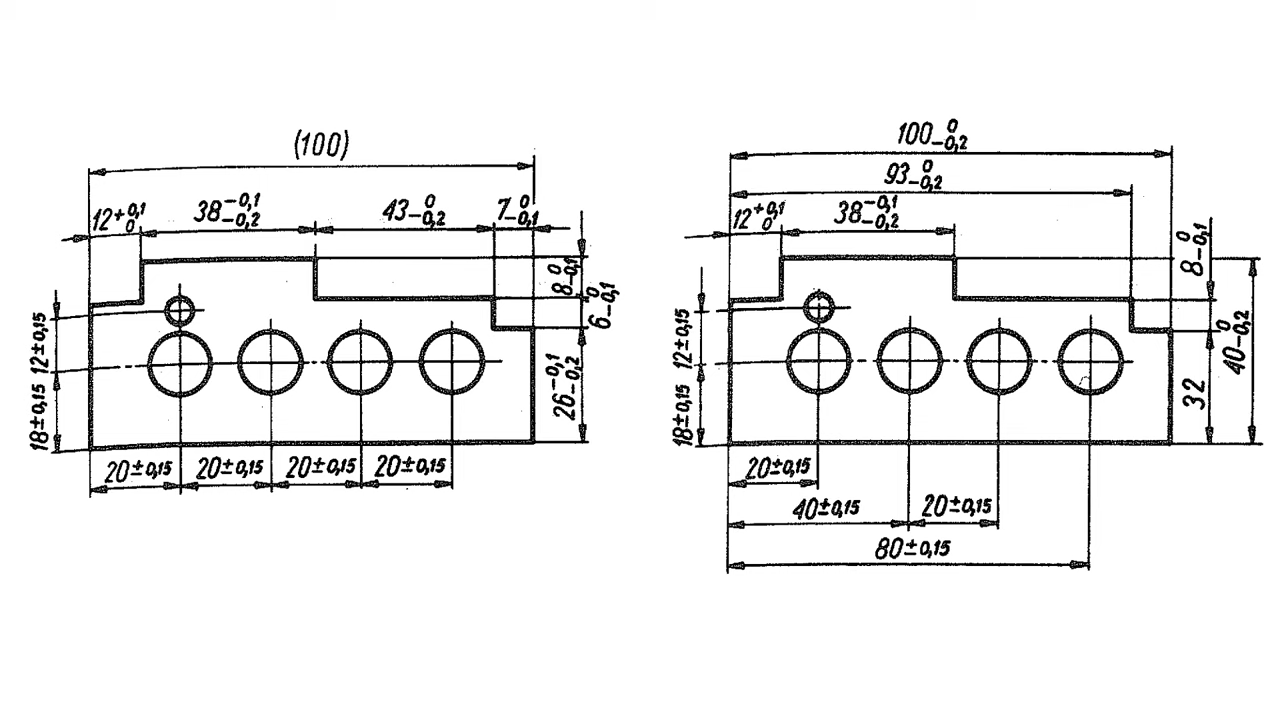 (100)
12 +0,1 0
38 -0,1 -0,2
43 0 -0,2
7 0 -0,1
8 0 -0,1
6 0 -0,1
26 -0,1 -0,2
12±0,15
18±0,15
20±0,15
20±0,15
20±0,15
20±0,15
100 0 -0,2
93 0 -0,2
12 +0,1 0
38 -0,1 -0,2
8 0 -0,1
40 0 -0,2
32
12±0,15
18±0,15
20±0,15
40±0,15
20±0,15
80±0,15